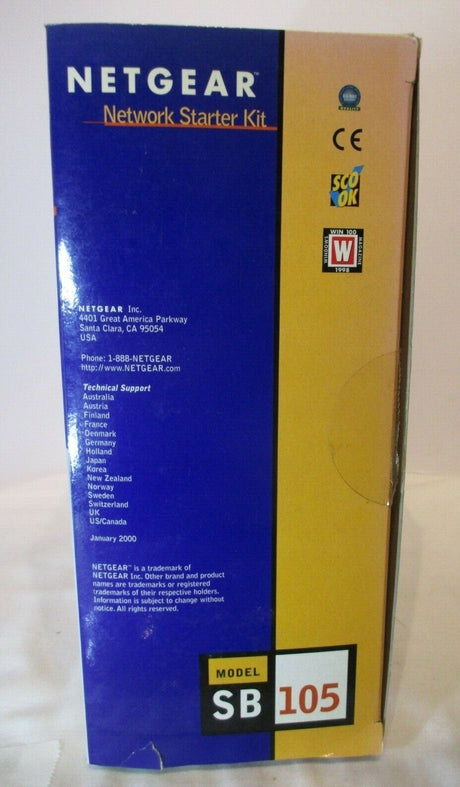 NETGEAR™
Network Starter Kit
CE
SCO
OK
WIN 100
WINDOWS
W
MAGAZINE
1998
NETGEAR Inc.
4401 Great America Parkway
Santa Clara, CA 95054
USA
Phone: 1-888-NETGEAR
http://www.NETGEAR.com
Technical Support
Australia
Austria
Finland
France
Denmark
Germany
Holland
Japan
Korea
New Zealand
Norway
Sweden
Switzerland
UK
US/Canada
January 2000
NETGEAR™ is a trademark of
NETGEAR Inc. Other brand and product
names are trademarks or registered
trademarks of their respective holders.
Information is subject to change without
notice. All rights reserved.
MODEL
SB 105